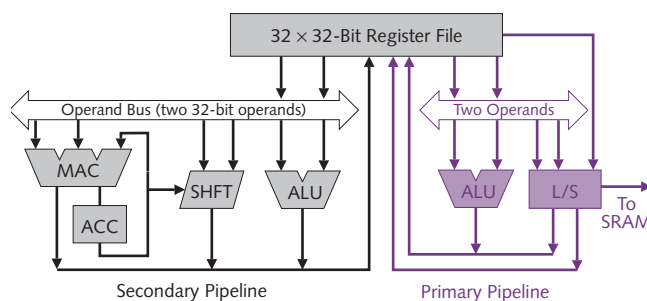 32 × 32-Bit Register File
Operand Bus (two 32-bit operands)
Two Operands
MAC
SHFT
ALU
ALU
L/S
ACC
To
SRAM
Secondary Pipeline
Primary Pipeline